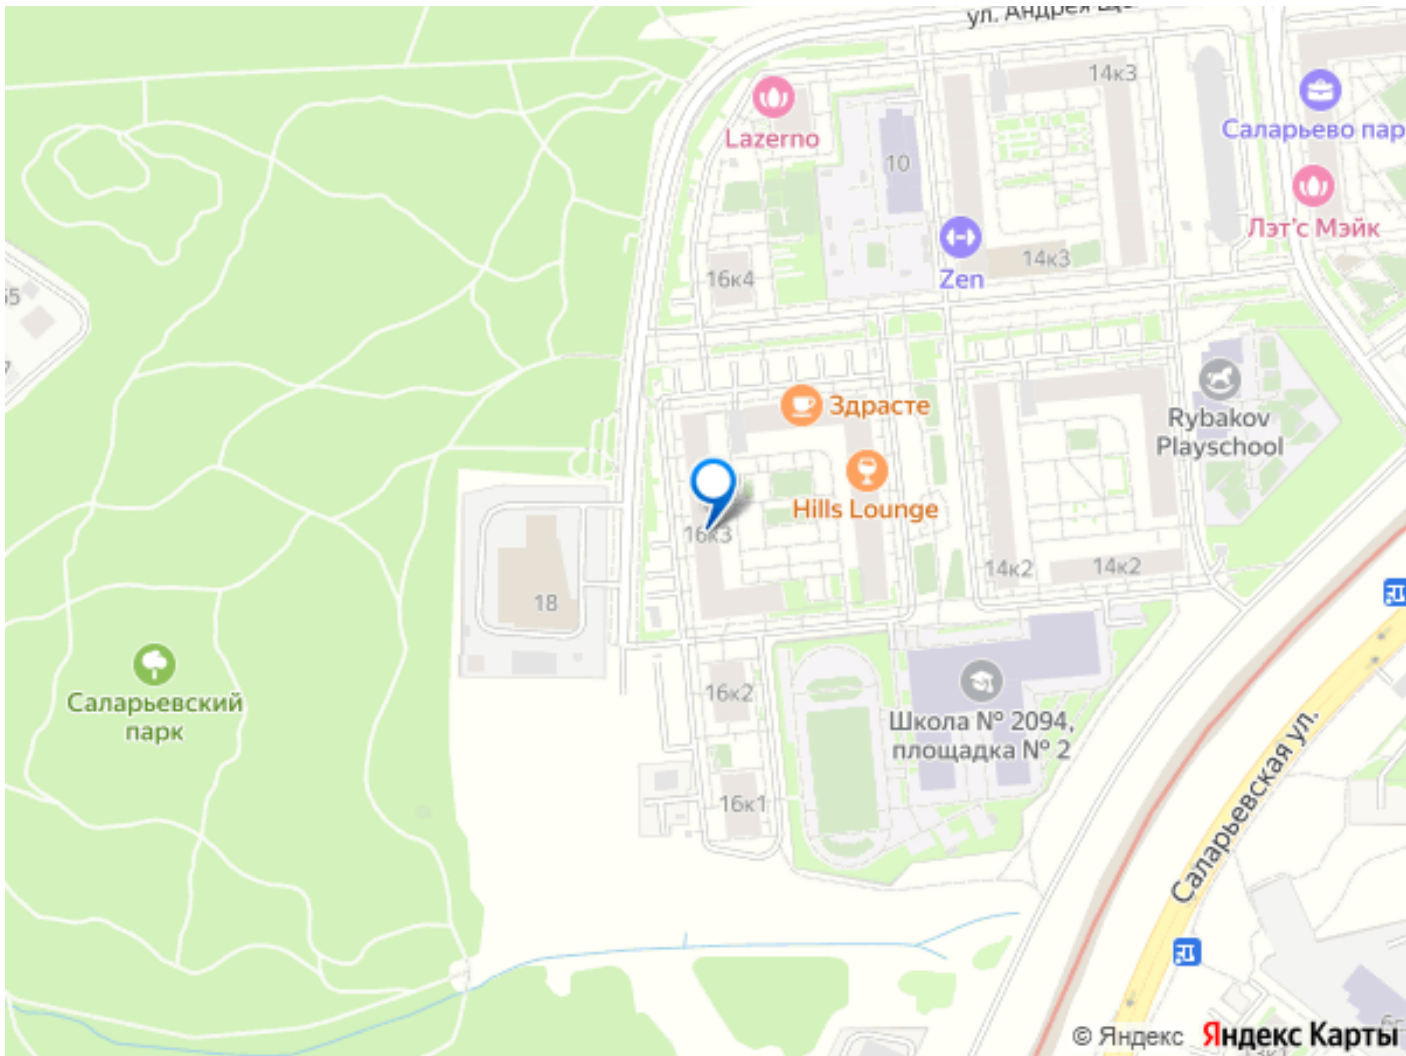 ул. Андрея
14к3
Lazerno
Саларьево пар
10
Лэт'с Мэйк
14к3
16к4
Zen
Здрасте
Rybakov
Playschool
Hills Lounge
16к3
14к2
14к2
18
Саларьевский
парк
16к2
Школа № 2094,
площадка № 2
16к1
Саларьевская ул.
© Яндекс Яндекс Карты